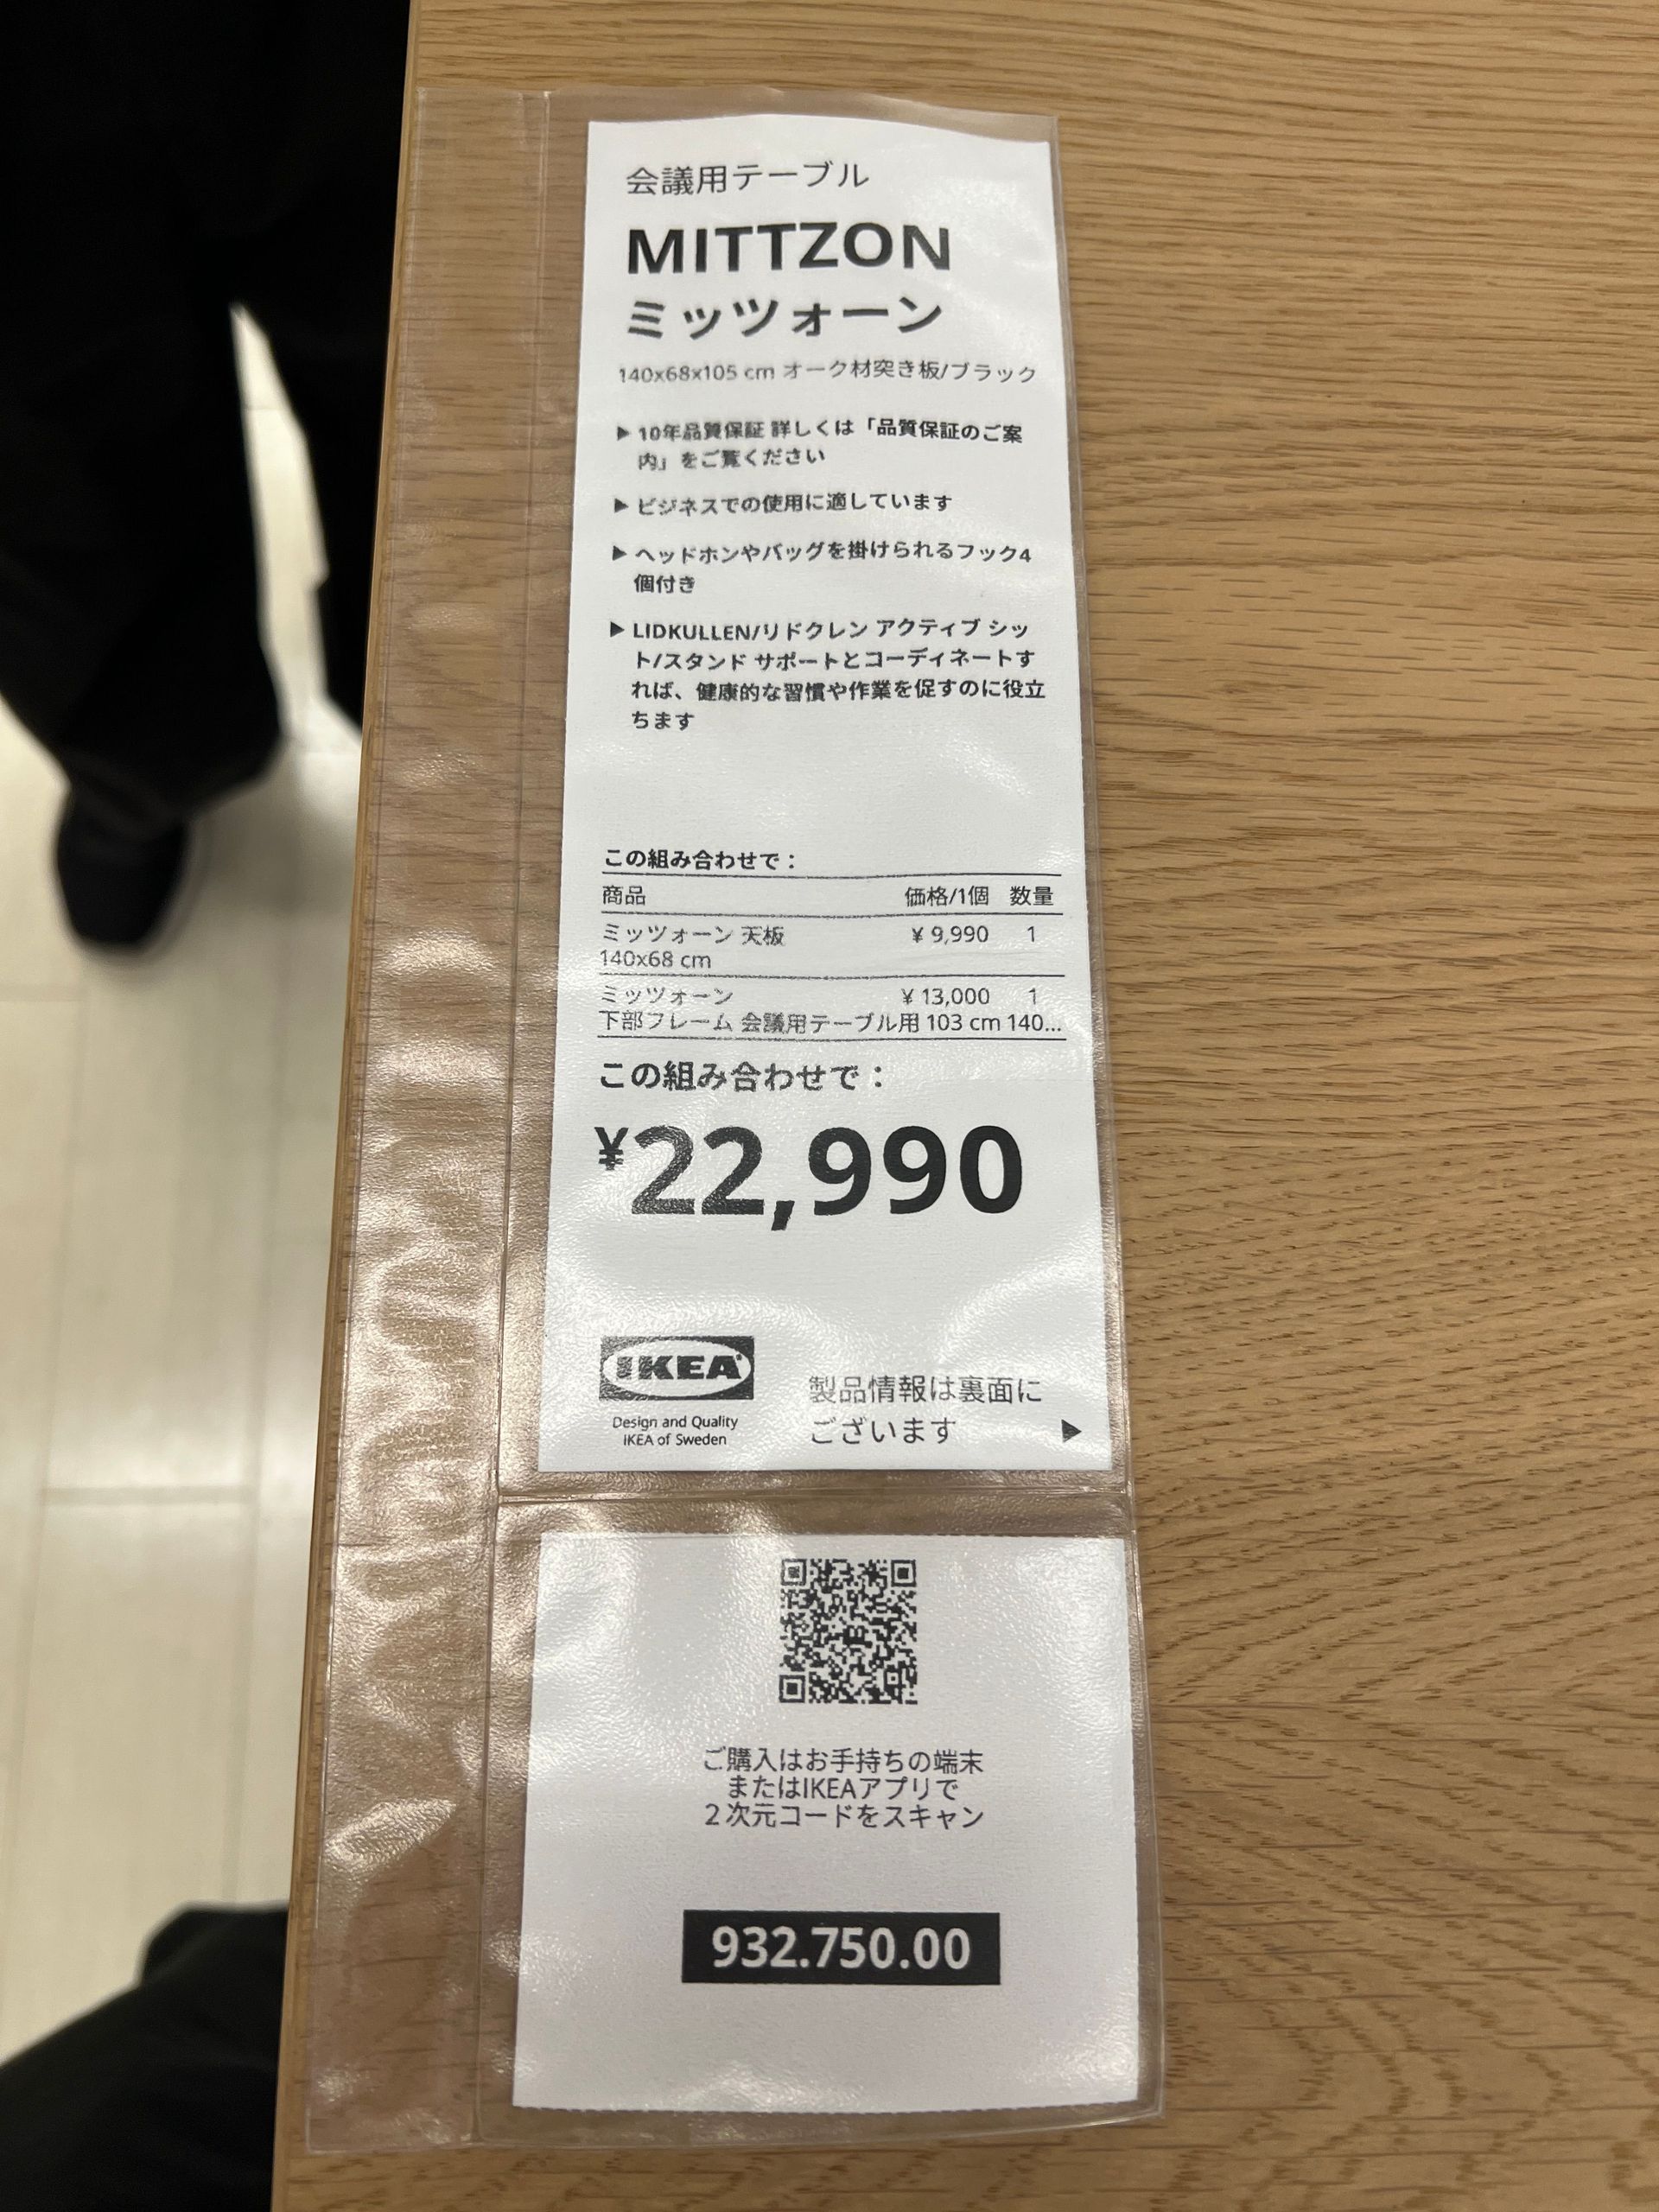 会議用テーブル
MITTZON
ミッツォーン
140x68x105 cm オーク材突き板/ブラック
▶ 10年品質保証 詳しくは「品質保証のご案
内」をご覧ください
▶ ビジネスでの使用に適しています
▶ ヘッドホンやバッグを掛けられるフック4
個付き
▶ LIDKULLEN/リドクレン アクティブ シッ
ト/スタンド サポートとコーディネートす
れば、健康的な習慣や作業を促すのに役立
ちます
この組み合わせで：
商品 価格/1個 数量
ミッツォーン 天板 ¥ 9,990 1
140x68 cm
ミッツォーン ¥ 13,000 1
下部フレーム 会議用テーブル用 103 cm 140...
この組み合わせで：
¥22,990
IKEA
Design and Quality
IKEA of Sweden
製品情報は裏面に
ございます ▶
ご購入はお手持ちの端末
またはIKEAアプリで
２次元コードをスキャン
932.750.00